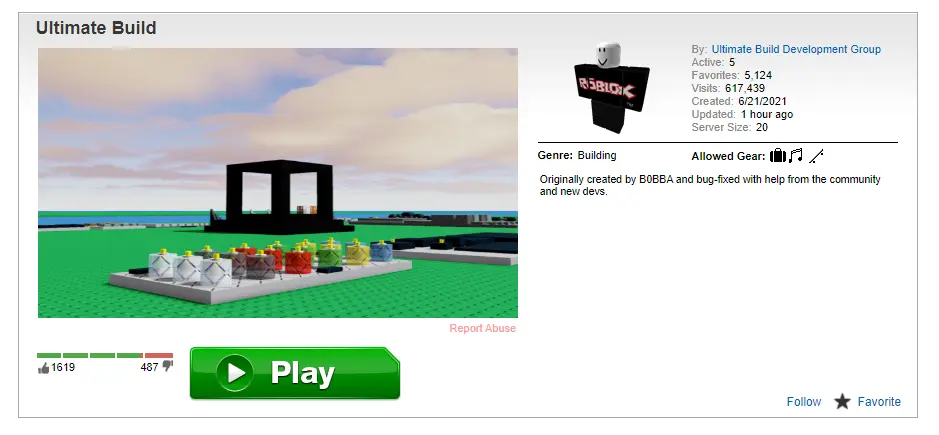 Ultimate Build
By: Ultimate Build Development Group
Active: 5
Favorites: 5,124
Visits: 617,439
Created: 6/21/2021
Updated: 1 hour ago
Server Size: 20
ROBLOX
Genre: Building
Allowed Gear:
Originally created by B0BBA and bug-fixed with help from the community
and new devs.
Report Abuse
1619
487
Play
Follow
Favorite